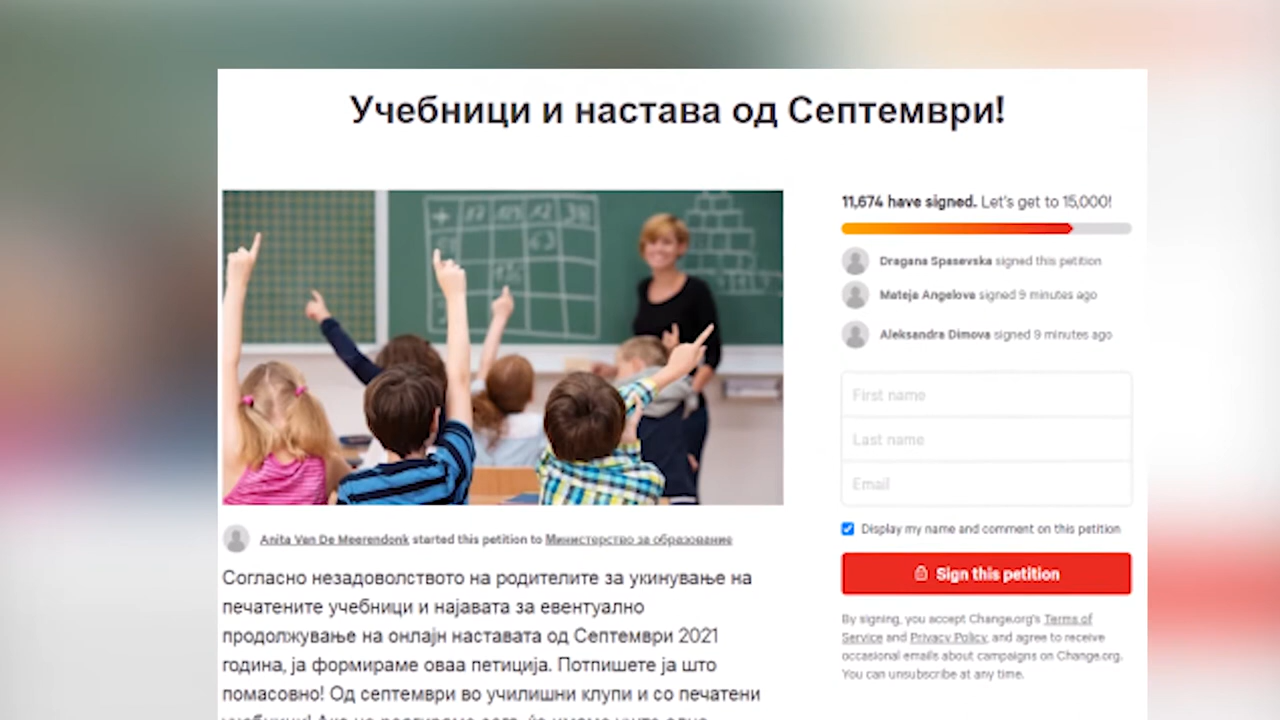 Учебници и настава од Септември!
11,674 have signed. Let's get to 15,000!
Dragana Spasevska signed this petition
Mateja Angelova signed 9 minutes ago
Aleksandra Dimova signed 9 minutes ago
First name
Last name
Email
Display my name and comment on this petition
Sign this petition
By signing, you accept Change.org's Terms of
Service and Privacy Policy, and agree to receive
occasional emails about campaigns on Change.org.
You can unsubscribe at any time.
Anita Van De Meerendonk started this petition to Министерство за образование
Согласно незадоволството на родителите за укинување на
печатените учебници и најавата за евентуално
продолжување на онлајн наставата од Септември 2021
година, ја формираме оваа петиција. Потпишете ја што
помасовно! Од септември во училишни клупи и со печатени